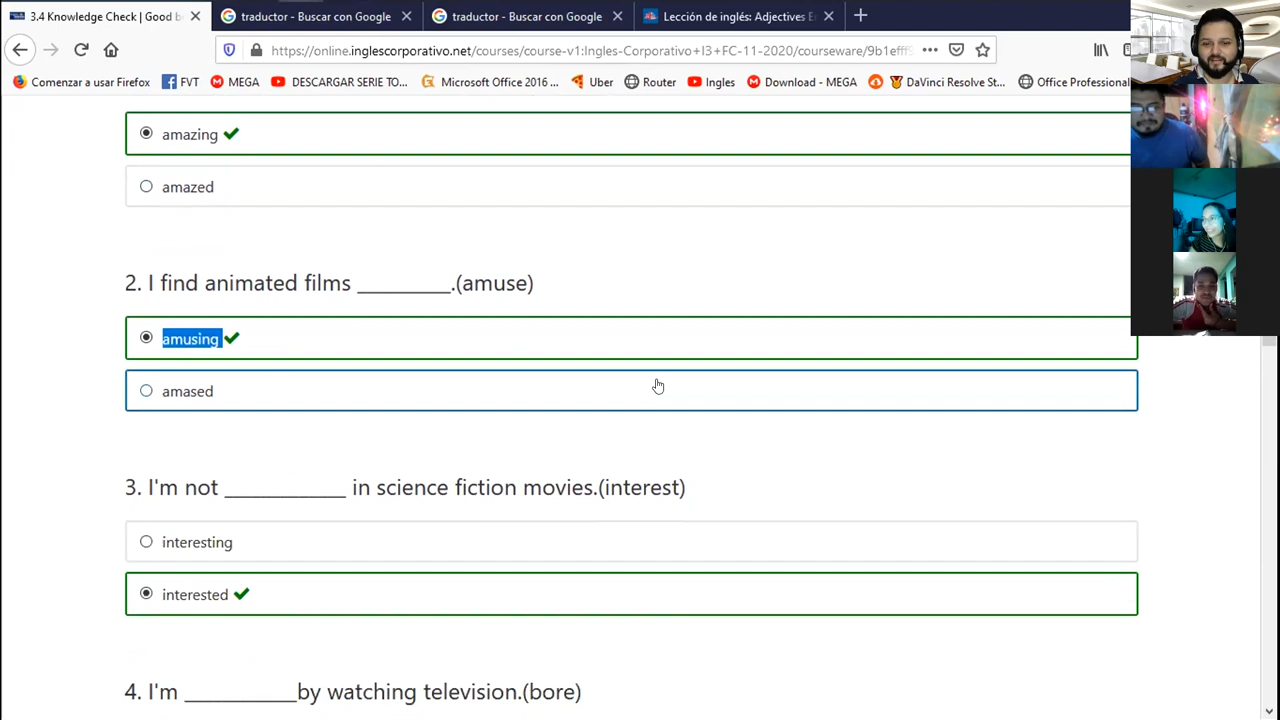 3.4 Knowledge Check | Good b
traductor - Buscar con Google
traductor - Buscar con Google
Lección de inglés: Adjectives E
https://online.inglescorporativo.net/courses/course-v1:Ingles-Corporativo+I3+FC-11-2020/courseware/9b1efff5
Comenzar a usar Firefox
FVT
MEGA
DESCARGAR SERIE TO...
Microsoft Office 2016 ...
Uber
Router
Ingles
Download - MEGA
DaVinci Resolve St...
Office Professional
amazing
amazed
2. I find animated films _________.(amuse)
amusing
amased
3. I'm not ____________ in science fiction movies.(interest)
interesting
interested
4. I'm ___________by watching television.(bore)